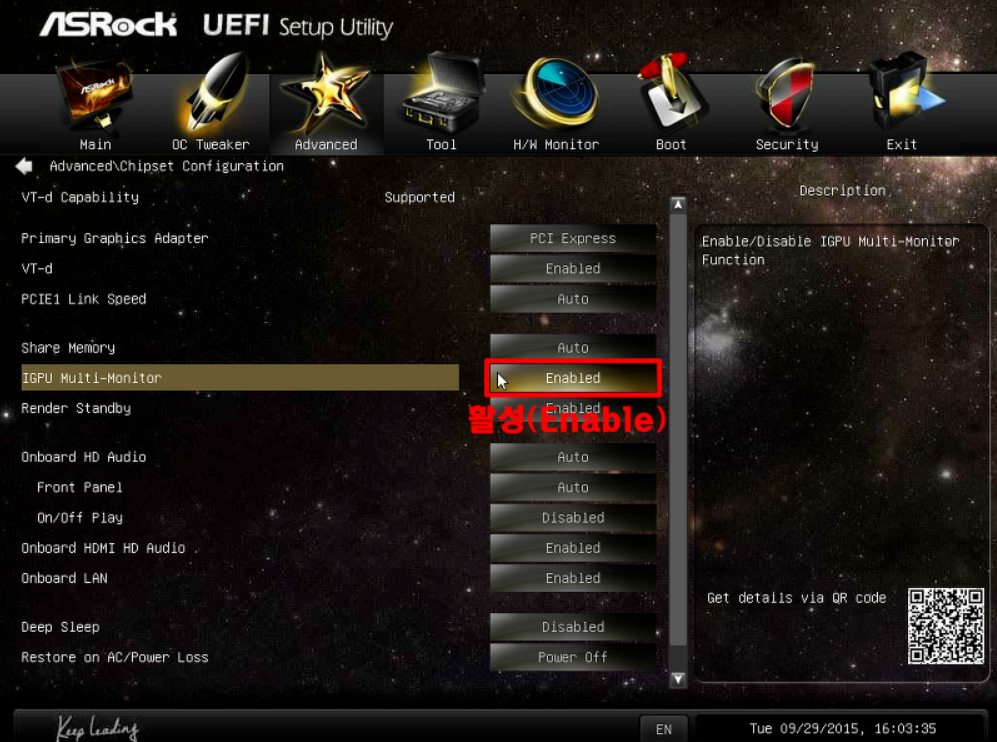 ASRock UEFI Setup Utility
Main OC Tweaker Advanced Tool H/W Monitor Boot Security Exit
Advanced\Chipset Configuration
Description
VT-d Capability Supported
Primary Graphics Adapter PCI Express
Enable/Disable IGPU Multi-Monitor
Function
VT-d Enabled
PCIE1 Link Speed Auto
Share Memory Auto
IGPU Multi-Monitor Enabled
Render Standby Enabled
활성(Enable)
Onboard HD Audio Auto
Front Panel Auto
On/Off Play Disabled
Onboard HDMI HD Audio Enabled
Onboard LAN Enabled
Get details via QR code
Deep Sleep Disabled
Restore on AC/Power Loss Power Off
Keep Leading
EN
Tue 09/29/2015, 16:03:35